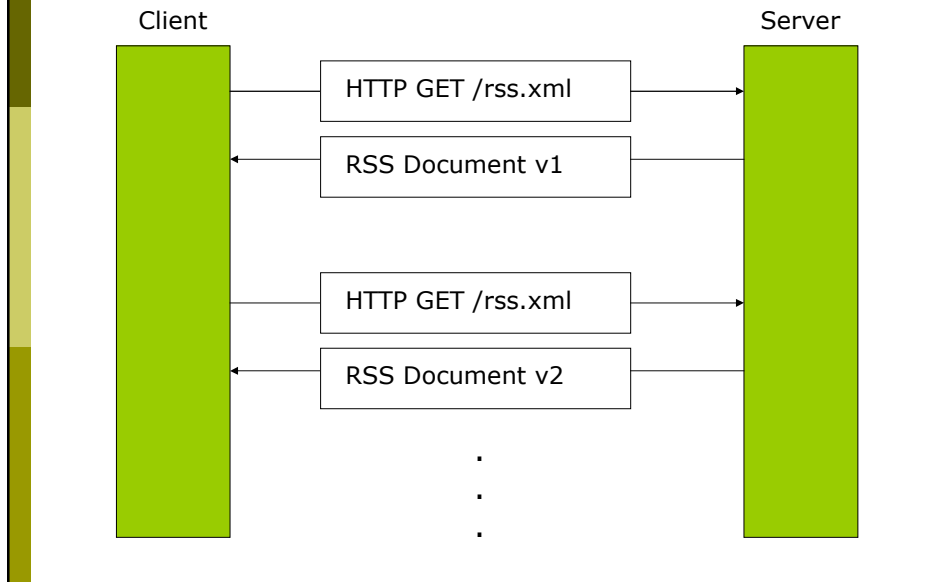 Client
Server
HTTP GET /rss.xml
RSS Document v1
HTTP GET /rss.xml
RSS Document v2
.
.
.